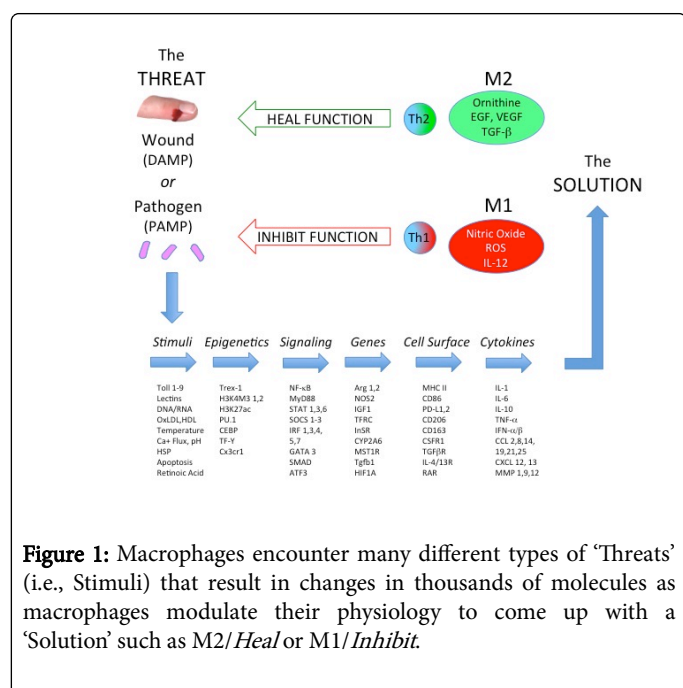 The
THREAT
Wound
(DAMP)
or
Pathogen
(PAMP)
HEAL FUNCTION
Th2
M2
Ornithine
EGF, VEGF
TGF-β
INHIBIT FUNCTION
Th1
M1
Nitric Oxide
ROS
IL-12
The
SOLUTION
Stimuli
Toll 1-9
Lectins
DNA/RNA
OxLDL,HDL
Temperature
Ca+ Flux, pH
HSP
Apoptosis
Retinoic Acid
Epigenetics
Trex-1
H3K4M3 1,2
H3K27ac
PU.1
CEBP
TF-Y
Cx3cr1
Signaling
NF-κB
MyD88
STAT 1,3,6
SOCS 1-3
IRF 1,3,4,
5,7
GATA 3
SMAD
ATF3
Genes
Arg 1,2
NOS2
IGF1
TFRC
InSR
CYP2A6
MST1R
Tgfb1
HIF1A
Cell Surface
MHC II
CD86
PD-L1,2
CD206
CD163
CSFR1
TGFβR
IL-4/13R
RAR
Cytokines
IL-1
IL-6
IL-10
TNF-α
IFN-α/β
CCL 2,8,14,
19,21,25
CXCL 12, 13
MMP 1,9,12
Figure 1: Macrophages encounter many different types of ‘Threats’
(i.e., Stimuli) that result in changes in thousands of molecules as
macrophages modulate their physiology to come up with a
‘Solution’ such as M2/Heal or M1/Inhibit.